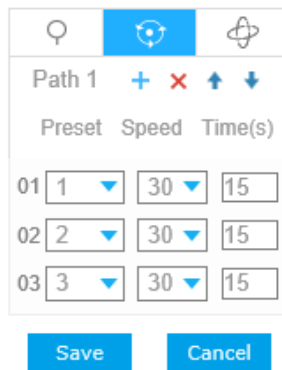 Path 1
Preset Speed Time(s)
01 1 30 15
02 2 30 15
03 3 30 15
Save Cancel